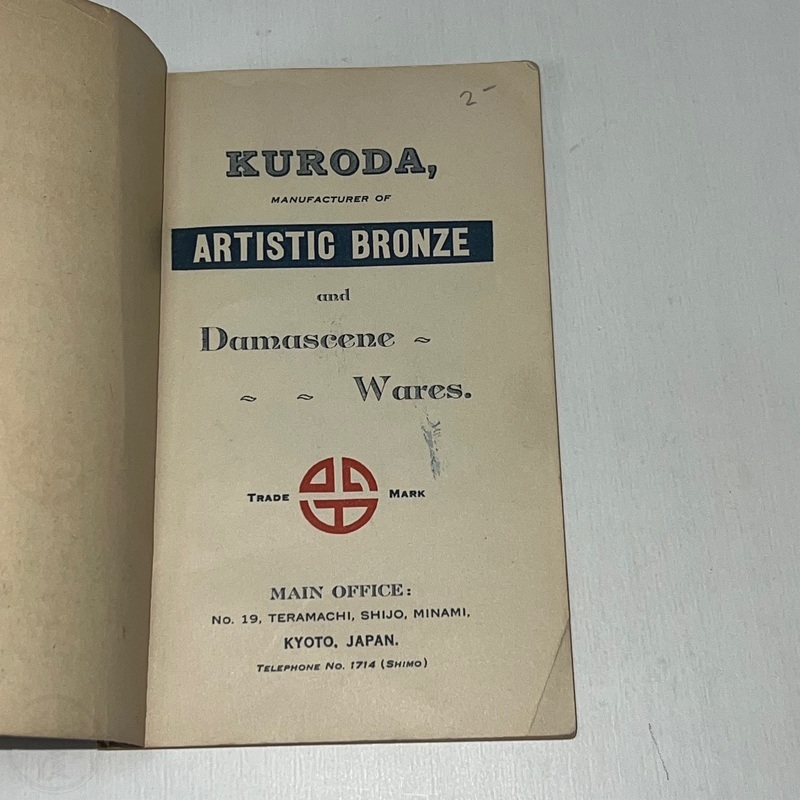 2-
KURODA,
MANUFACTURER OF
ARTISTIC BRONZE
and
Damascene ~
~ ~ Wares.
TRADE MARK
MAIN OFFICE:
No. 19, TERAMACHI, SHIJO, MINAMI,
KYOTO, JAPAN.
TELEPHONE No. 1714 (SHIMO)